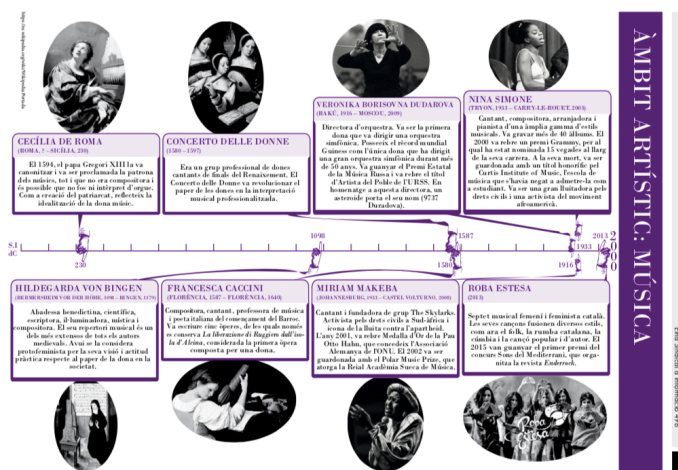 https://es.wikipedia.org/wiki/Wikipedia:Portada
ÀMBIT ARTÍSTIC: MÚSICA
CECÍLIA DE ROMA
(ROMA, ? – SICÍLIA, 230)
El 1594, el papa Gregori XIII la va
canonitzar i va ser proclamada la patrona
dels músics, tot i que no era compositora i és
possible que no fos ni intèrpret d'orgue.
Com a creació del patriarcat, reflecteix la
idealització de la dona músic.
CONCERTO DELLE DONNE
(1580 –1597)
Era un grup professional de dones
cantants de finals del Renaixement. El
Concerto delle Donne va revolucionar el
paper de les dones en la interpretació
musical professionalitzada.
VERONIKA BORISOVNA DUDAROVA
(BAKÚ, 1916 – MOSCOU, 2009)
Directora d'orquestra. Va ser la primera
dona que va dirigir una orquestra
simfònica. Posseeix el récord mundial
Guiness com l'única dona que ha dirigit
una gran orquestra simfònica durant més
de 50 anys. Va guanyar el Premi Estatal
de la Música Russa i va rebre el títol
d'Artista del Poble de l'URSS. En
homenatge a aquesta directora, un
asteroide porta el seu nom (9737
Dudarova).
NINA SIMONE
(TRYON, 1933 – CARRY-LE-ROUET, 2003)
Cantant, compositora, arranjadora i
pianista d'una àmplia gamma d'estils
musicals. Va gravar més de 40 àlbums. El
2000 va rebre un premi Grammy, per al
qual va estat nominada 15 vegades al llarg
de la seva carrera. A la seva mort, va ser
guardonada amb un títol honorífic pel
Curtis Institute of Music, l'escola de
música que s'havia negat a admetre-la com
a estudiant. Va ser una gran lluitadora pels
drets civils i una activista del moviment
afroamericà.
S.I
dC
230
1098
1580
1587
1916
1933
2013
2000
HILDEGARDA VON BINGEN
(BERMERSHEIM VOR DER HÖHE, 1098 – BINGEN, 1179)
Abadessa benedictina, científica,
escriptora, il·luminadora, mística i
compositora. El seu repertori musical és un
dels més extensos de tots els autors
medievals. Avui se la considera
protofeminista per la seva visió i actitud
pràctica respecte al paper de la dona en la
societat.
FRANCESCA CACCINI
(FLORÈNCIA, 1587 – FLORÈNCIA, 1640)
Compositora, cantant, professora de música
i poeta italiana del començament del Barroc.
Va escriure cinc òperes, de les quals només
es conserva La liberazione di Ruggiero dall'iso-
la d'Alcina, considerada la primera òpera
composta per una dona.
MIRIAM MAKEBA
(JOHANNESBURG, 1932 – CASTEL VOLTURNO, 2008)
Cantant i fundadora de grup The Skylarks.
Activista pels drets civils a Sud-àfrica i
icona de la lluita contra l'apartheid.
L'any 2001, va rebre Medalla d'Or de la Pau
Otto Hahn, que concedeix l'Associació
Alemanya de l'ONU. El 2002 va ser
guardonada amb el Polar Music Prize, que
atorga la Reial Acadèmia Sueca de Música.
ROBA ESTESA
(2013)
Septet musical femení i feminista català.
Les seves cançons fusionen diversos estils,
com ara el folk, la rumba catalana, la
cúmbia i la cançó popular i d'autor. El
2015 van guanyar el primer premi del
concurs Sons del Mediterrani, que orga-
nitza la revista Enderrock.
Roba
Estesa